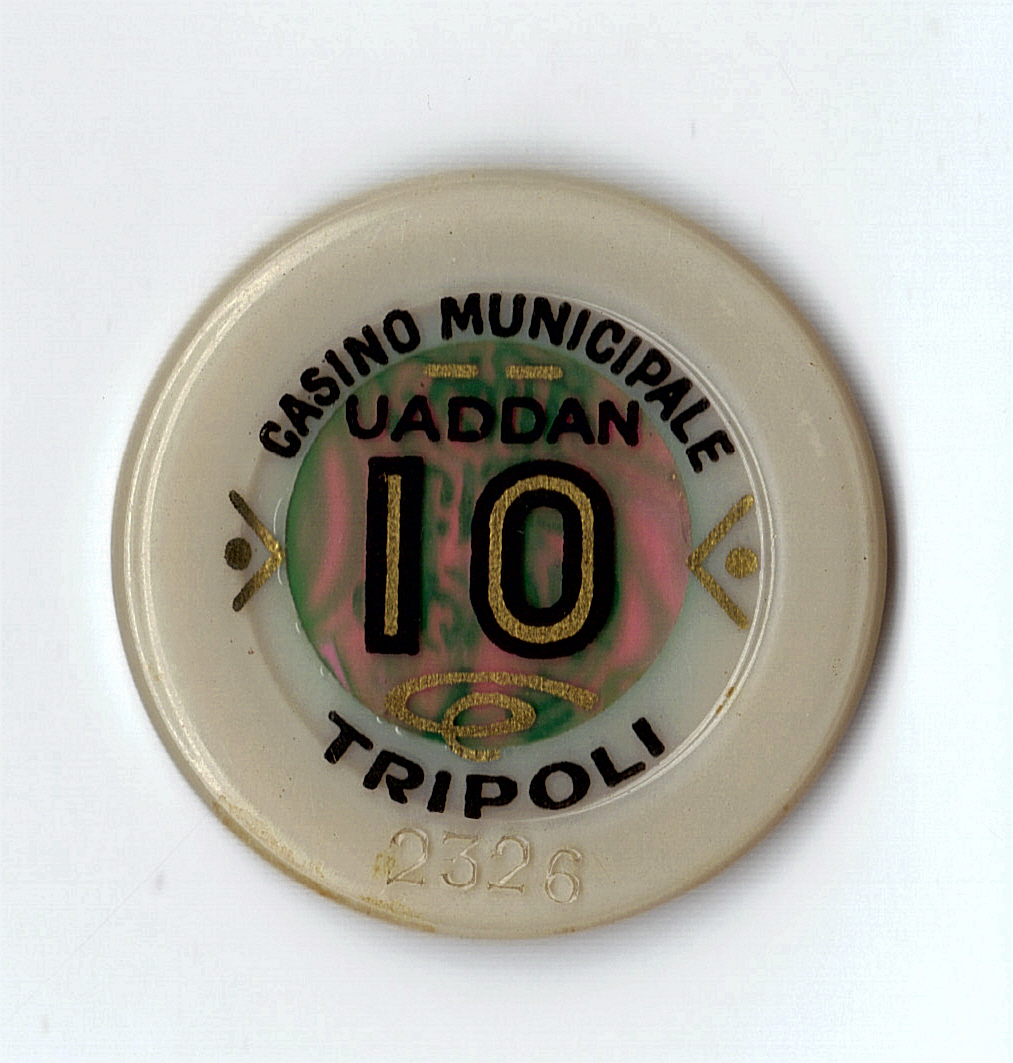 CASINO MUNICIPALE
UADDAN
10
TRIPOLI
2326